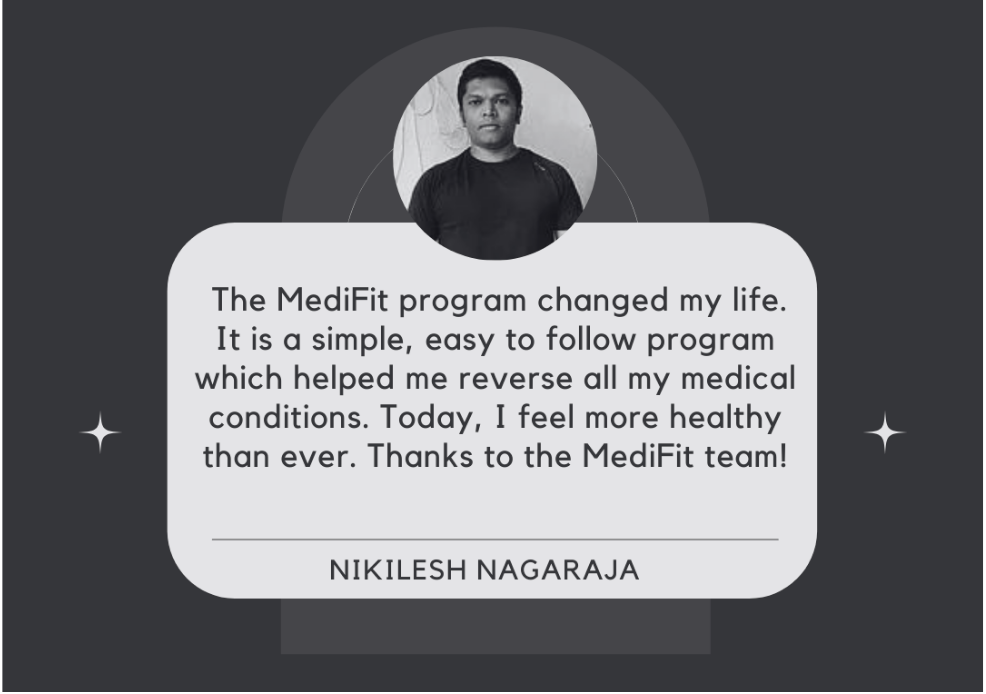 The MediFit program changed my life.
It is a simple, easy to follow program
which helped me reverse all my medical
conditions. Today, I feel more healthy
than ever. Thanks to the MediFit team!
NIKILESH NAGARAJA